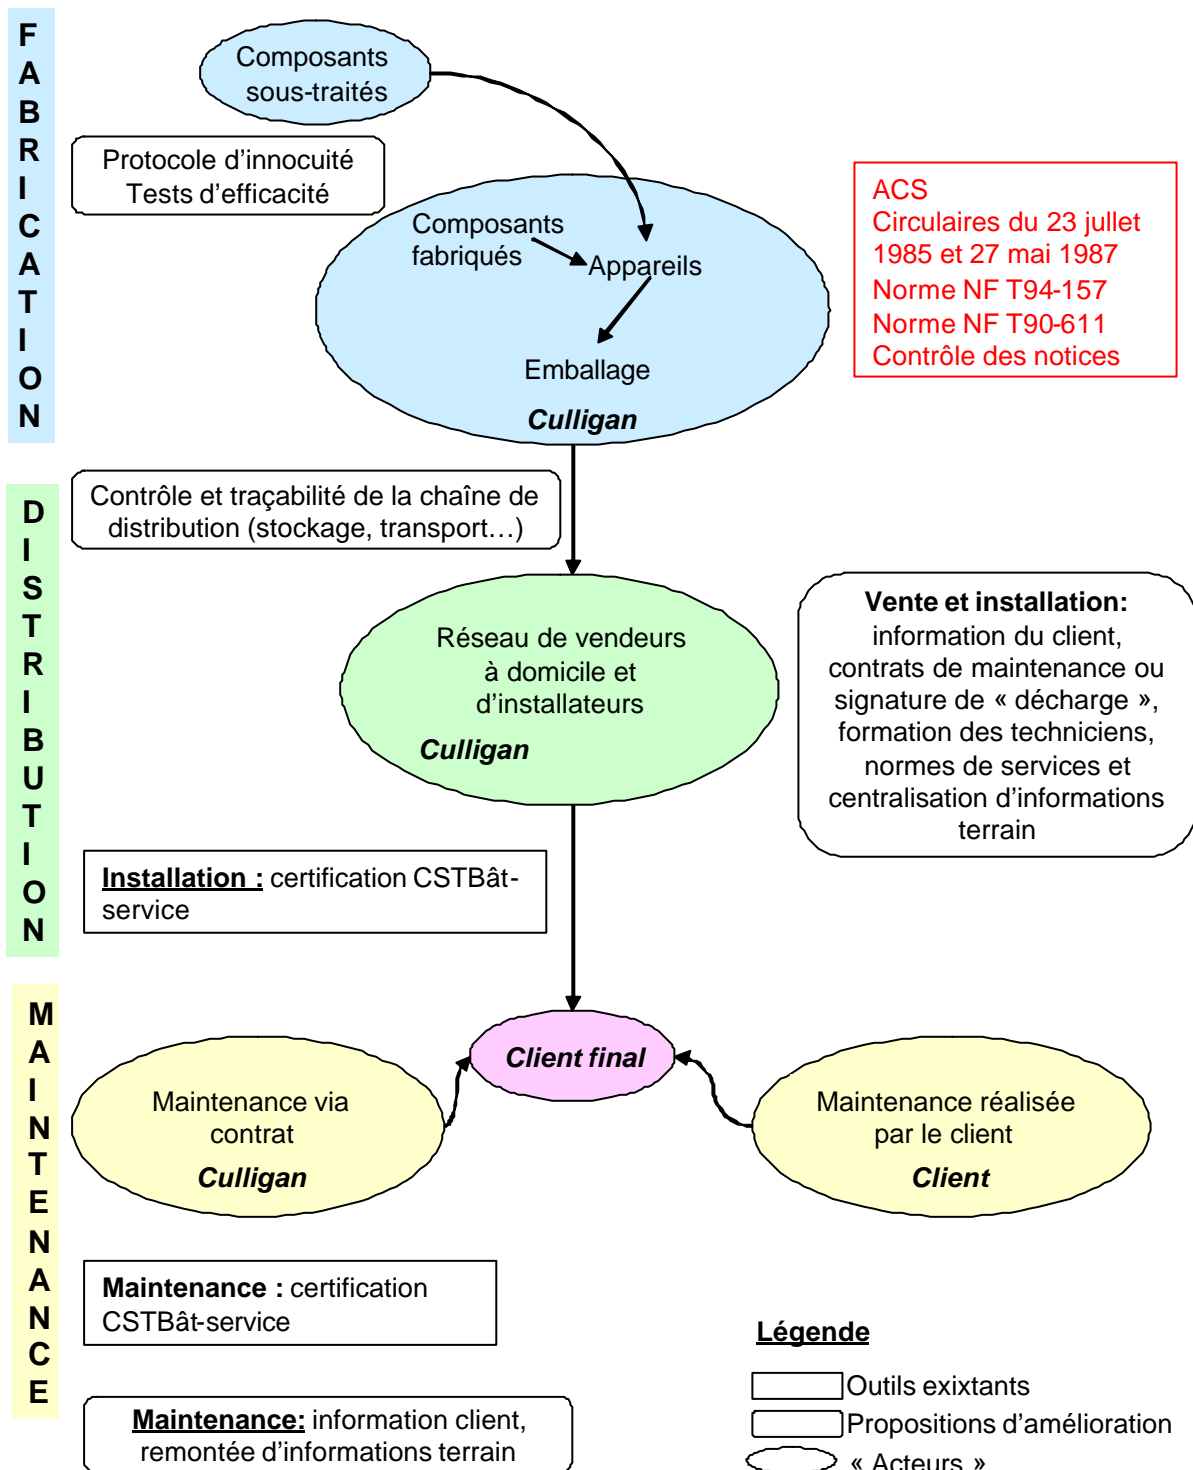 FABRICATION
Composants
sous-traités
Protocole d'innocuité
Tests d'efficacité
Composants
fabriqués
Appareils
Emballage
Culligan
ACS
Circulaires du 23 jullet
1985 et 27 mai 1987
Norme NF T94-157
Norme NF T90-611
Contrôle des notices
DISTRIBUTION
Contrôle et traçabilité de la chaîne de
distribution (stockage, transport…)
Réseau de vendeurs
à domicile et
d'installateurs
Culligan
Vente et installation:
information du client,
contrats de maintenance ou
signature de « décharge »,
formation des techniciens,
normes de services et
centralisation d'informations
terrain
Installation : certification CSTBât-
service
MAINTENANCE
Client final
Maintenance via
contrat
Culligan
Maintenance réalisée
par le client
Client
Maintenance : certification
CSTBât-service
Maintenance: information client,
remontée d'informations terrain
Légende
Outils exixtants
Propositions d'amélioration
« Acteurs »